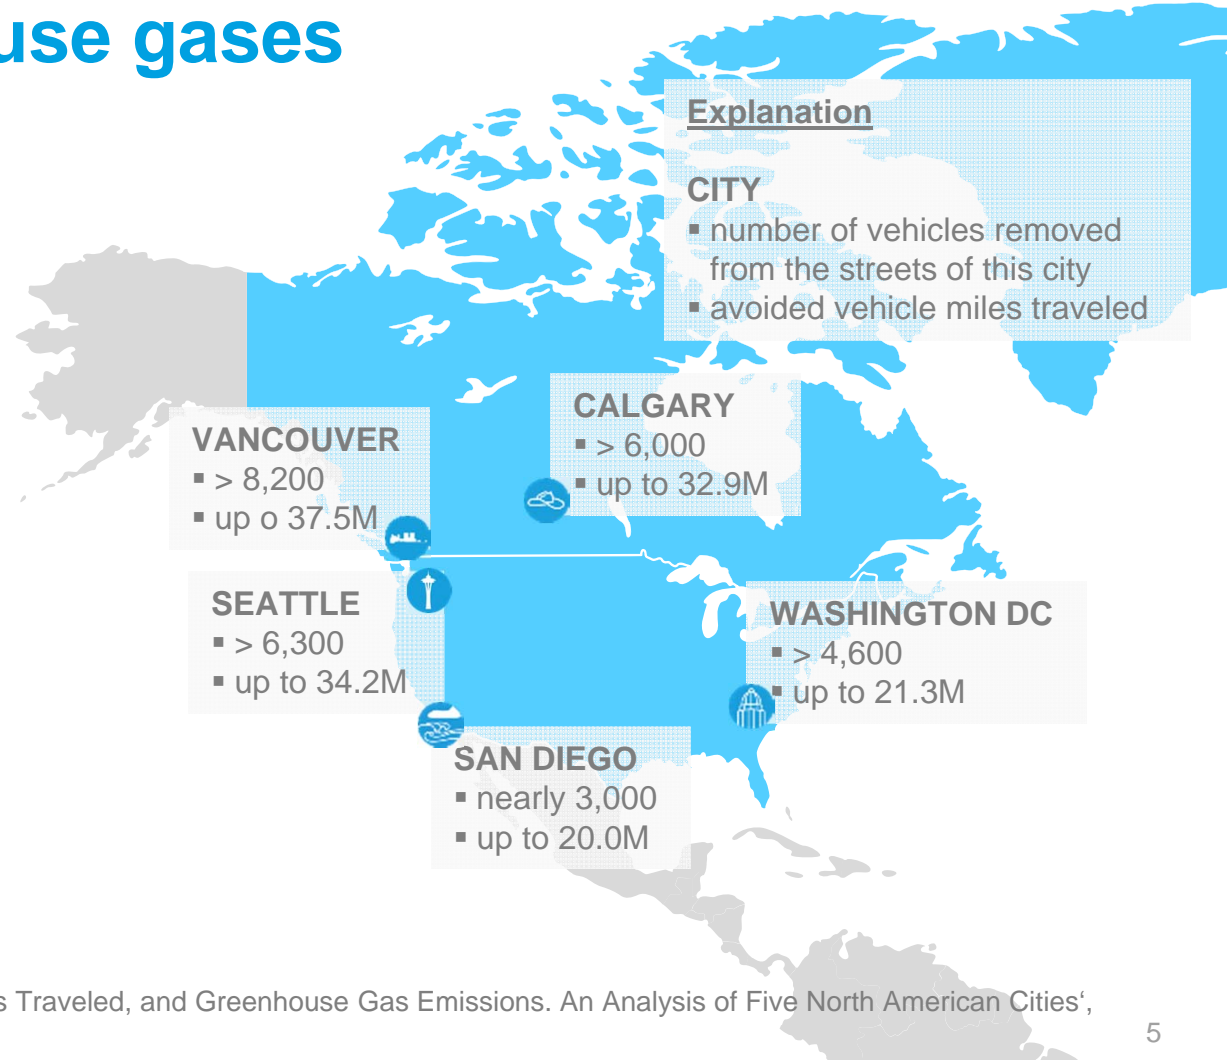 use gases
Explanation
CITY
▪ number of vehicles removed
from the streets of this city
▪ avoided vehicle miles traveled
CALGARY
▪ > 6,000
▪ up to 32.9M
VANCOUVER
▪ > 8,200
▪ up o 37.5M
SEATTLE
▪ > 6,300
▪ up to 34.2M
WASHINGTON DC
▪ > 4,600
▪ up to 21.3M
SAN DIEGO
▪ nearly 3,000
▪ up to 20.0M
s Traveled, and Greenhouse Gas Emissions. An Analysis of Five North American Cities‘,
5